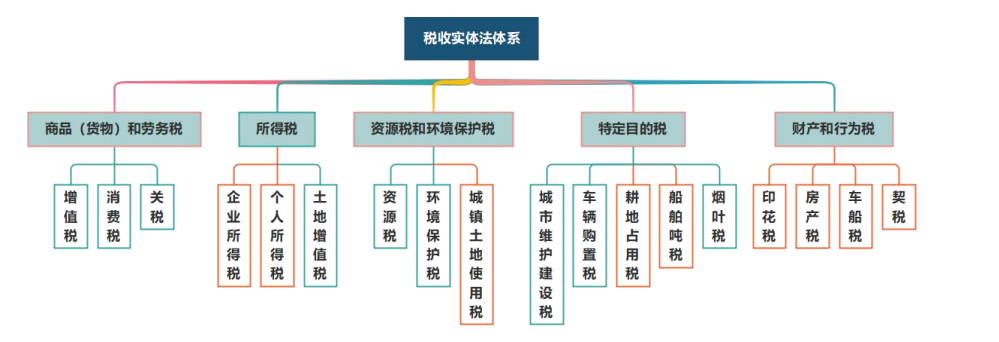 税收实体法体系
商品（货物）和劳务税
所得税
资源税和环境保护税
特定目的税
财产和行为税
增值税
消费税
关税
企业所得税
个人所得税
土地增值税
资源税
环境保护税
城镇土地使用税
城市维护建设税
车辆购置税
耕地占用税
船舶吨税
烟叶税
印花税
房产税
车船税
契税